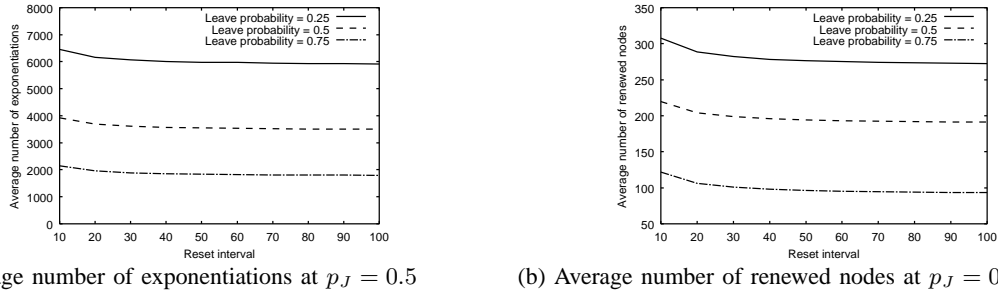 8000
7000
6000
5000
4000
3000
2000
1000
0
Average number of exponentiations
Leave probability = 0.25
Leave probability = 0.5
Leave probability = 0.75
10 20 30 40 50 60 70 80 90 100
Reset interval
350
300
250
200
150
100
50
Average number of renewed nodes
Leave probability = 0.25
Leave probability = 0.5
Leave probability = 0.75
10 20 30 40 50 60 70 80 90 100
Reset interval
ge number of exponentiations at p_J = 0.5
(b) Average number of renewed nodes at p_J = 0